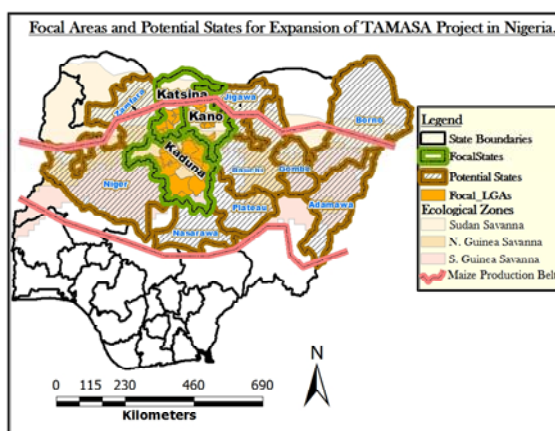 Focal Areas and Potential States for Expansion of TAMASA Project in Nigeria.
Katsina
Zamfara
Jigawa
Kano
Borno
Kaduna
Bauchi
Gombe
Niger
Adamawa
Plateau
Nasarawa
Legend
State Boundaries
FocalStates
Potential States
Focal_LGAs
Ecological Zones
Sudan Savanna
N. Guinea Savanna
S. Guinea Savanna
Maize Production Belt
N
0 115 230 460 690
Kilometers